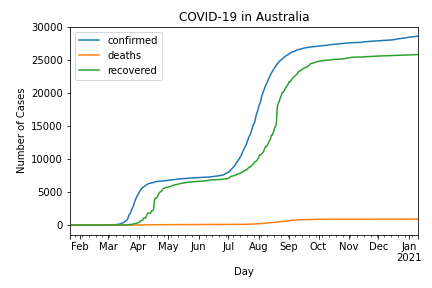 COVID-19 in Australia
confirmed
deaths
recovered
Number of Cases
30000
25000
20000
15000
10000
5000
0
Feb Mar Apr May Jun Jul Aug Sep Oct Nov Dec Jan
2021
Day